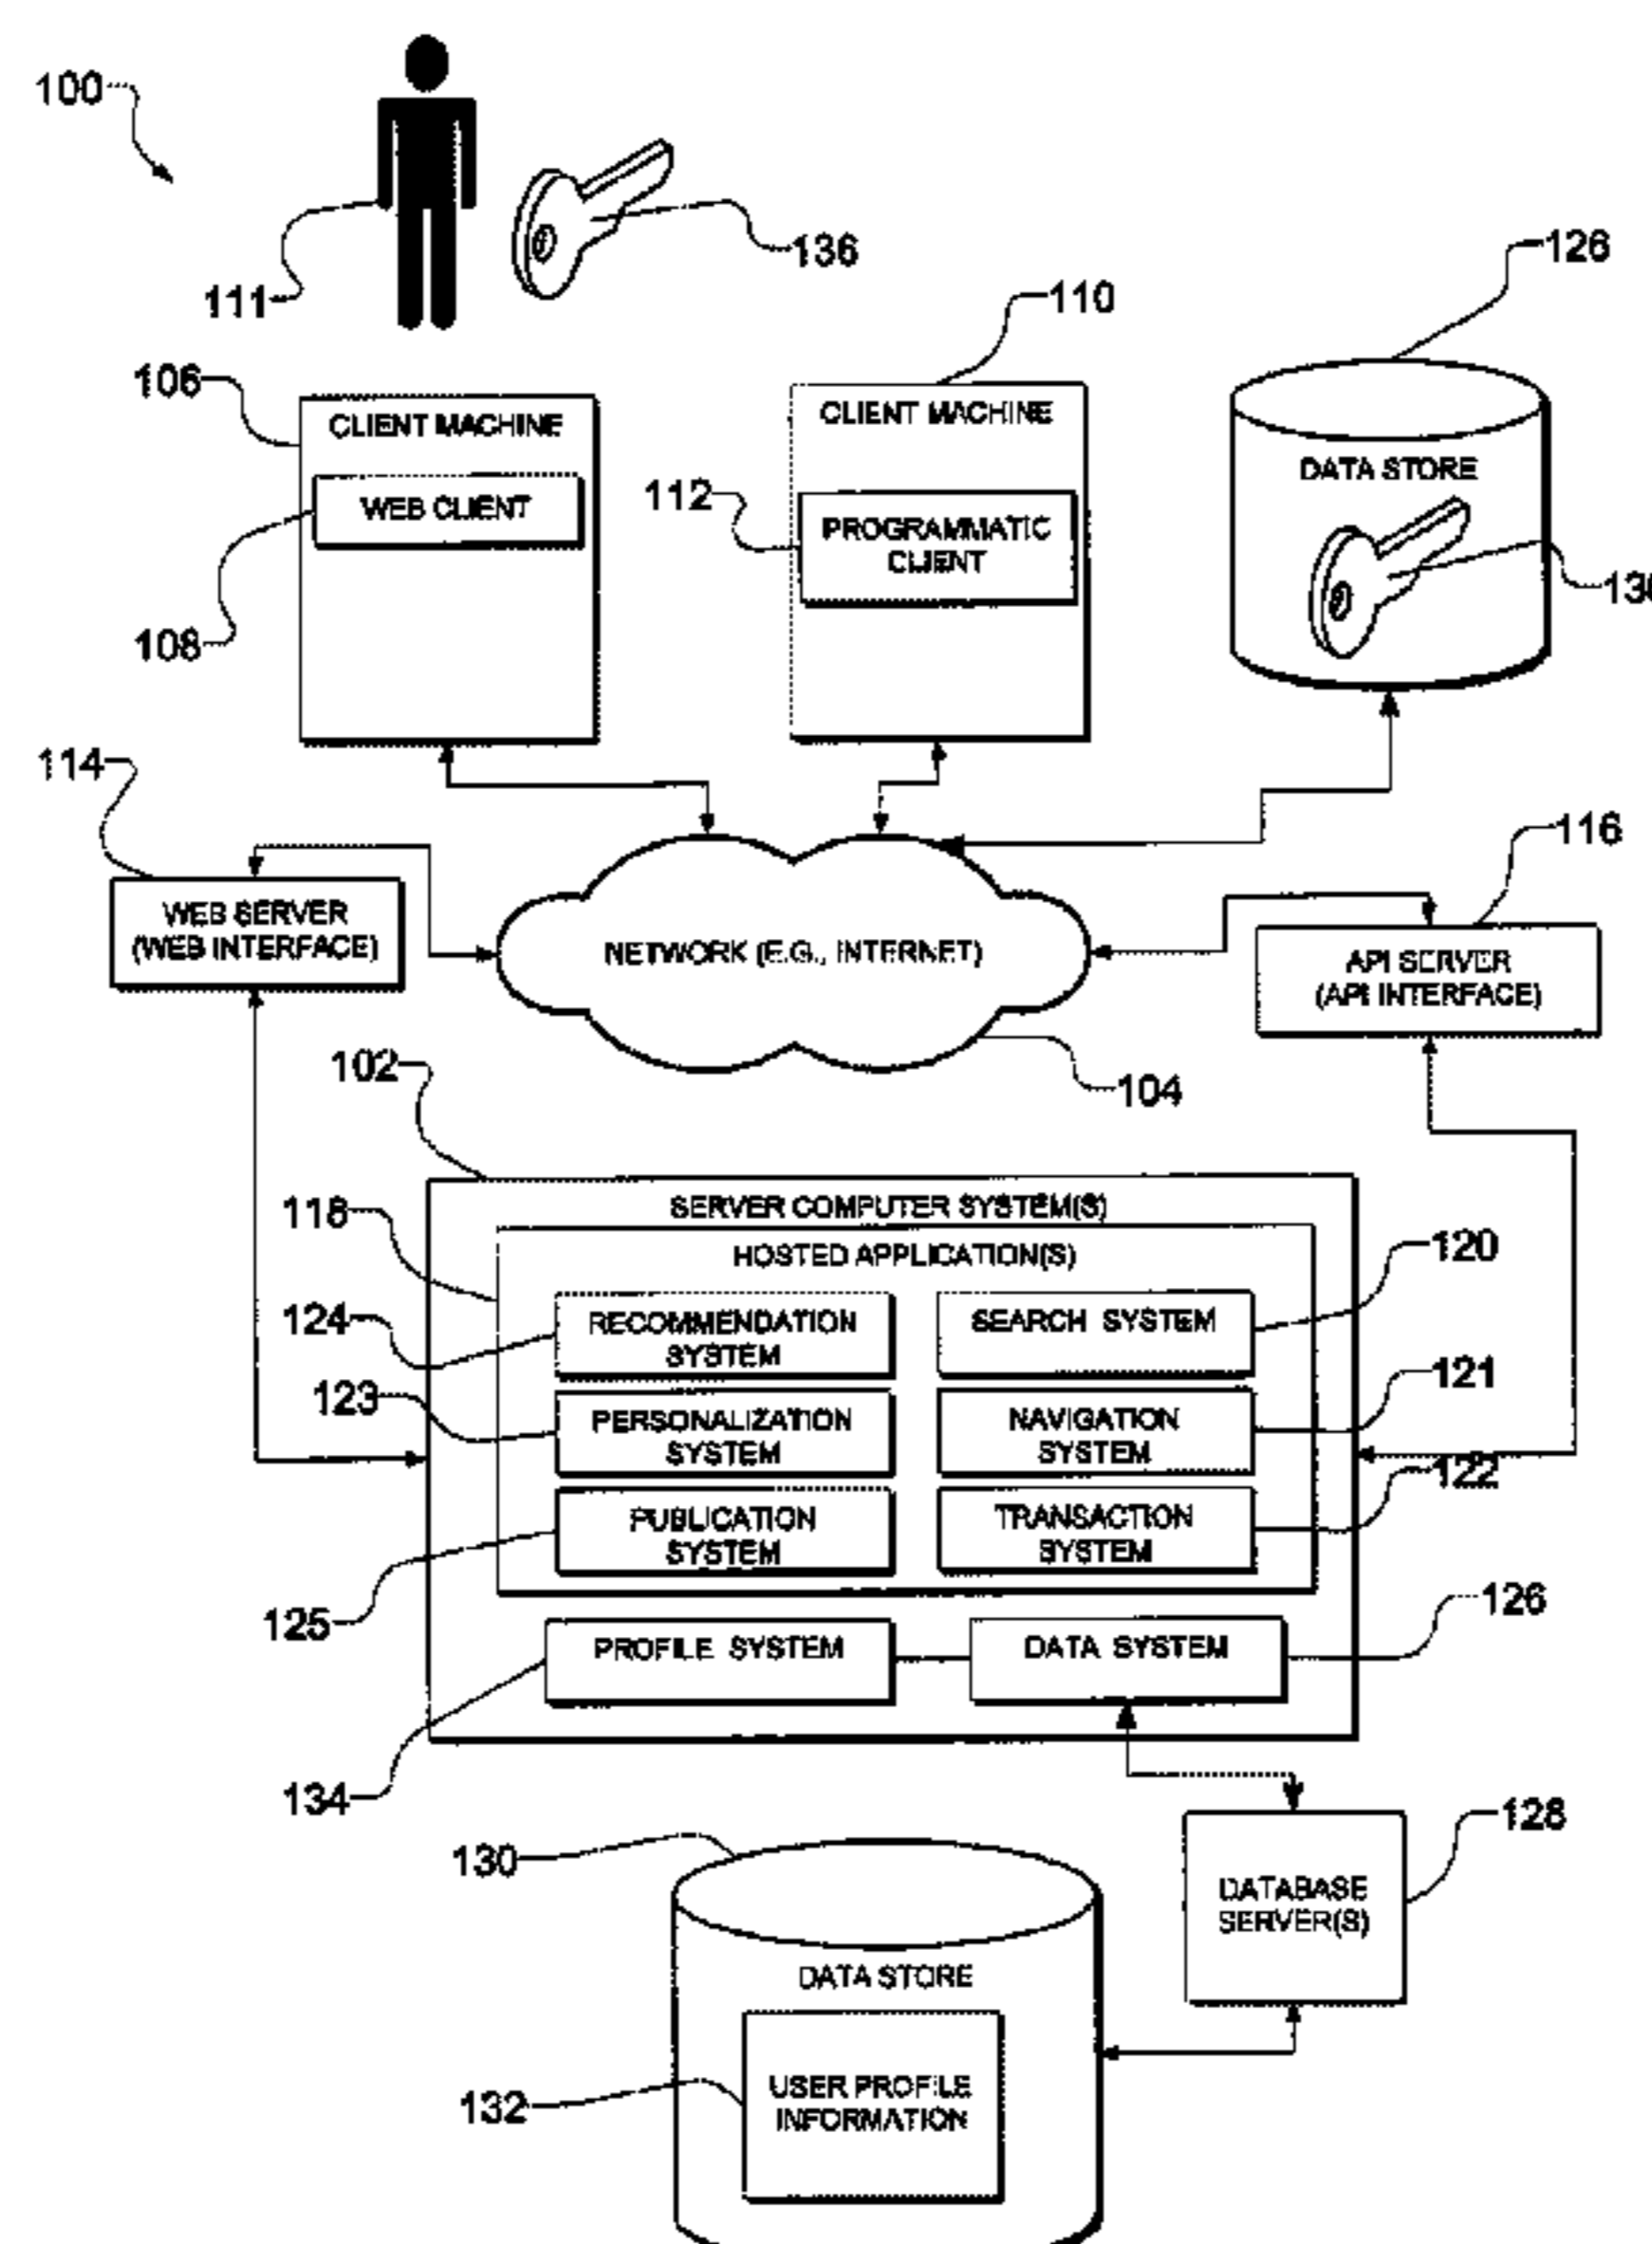 100
111
136
126
110
106
CLIENT MACHINE
WEB CLIENT
108
CLIENT MACHINE
112
PROGRAMMATIC
CLIENT
DATA STORE
114
WEB SERVER
(WEB INTERFACE)
NETWORK (E.G., INTERNET)
104
116
API SERVER
(API INTERFACE)
102
SERVER COMPUTER SYSTEM(S)
118
HOSTED APPLICATION(S)
124
RECOMMENDATION
SYSTEM
SEARCH SYSTEM
120
123
PERSONALIZATION
SYSTEM
NAVIGATION
SYSTEM
121
125
PUBLICATION
SYSTEM
TRANSACTION
SYSTEM
122
134
PROFILE SYSTEM
DATA SYSTEM
126
128
DATABASE
SERVER(S)
130
DATA STORE
132
USER PROFILE
INFORMATION